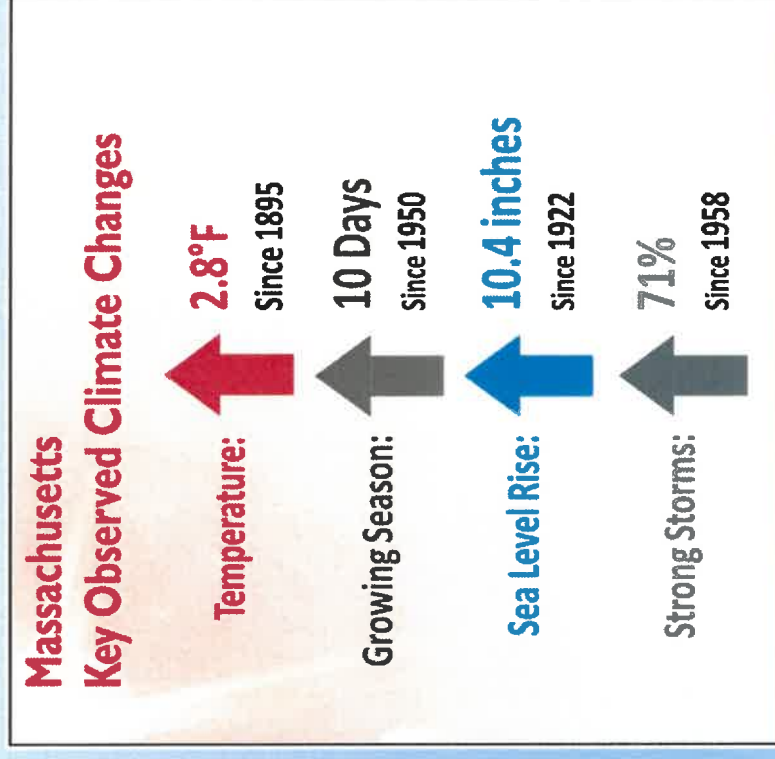 Massachusetts
Key Observed Climate Changes
Temperature:
2.8°F
Since 1895
Growing Season:
10 Days
Since 1950
Sea Level Rise:
10.4 inches
Since 1922
Strong Storms:
71%
Since 1958